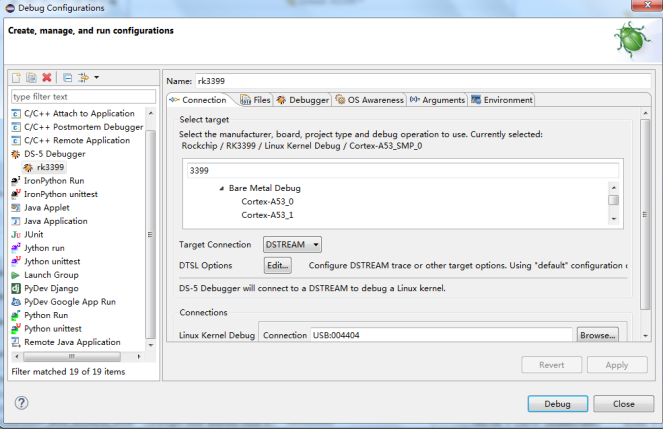 Debug Configurations
Create, manage, and run configurations
type filter text
C/C++ Attach to Application
C/C++ Postmortem Debugger
C/C++ Remote Application
DS-5 Debugger
rk3399
IronPython Run
IronPython unittest
Java Applet
Java Application
JUnit
Jython run
Jython unittest
Launch Group
PyDev Django
PyDev Google App Run
Python Run
Python unittest
Remote Java Application
Filter matched 19 of 19 items
Name: rk3399
Connection Files Debugger OS Awareness Arguments Environment
Select target
Select the manufacturer, board, project type and debug operation to use. Currently selected:
Rockchip / RK3399 / Linux Kernel Debug / Cortex-A53_SMP_0
3399
Bare Metal Debug
Cortex-A53_0
Cortex-A53_1
Target Connection DSTREAM
DTSL Options Edit... Configure DSTREAM trace or other target options. Using "default" configuration
DS-5 Debugger will connect to a DSTREAM to debug a Linux kernel.
Connections
Linux Kernel Debug Connection USB:004404 Browse...
Revert Apply
Debug Close